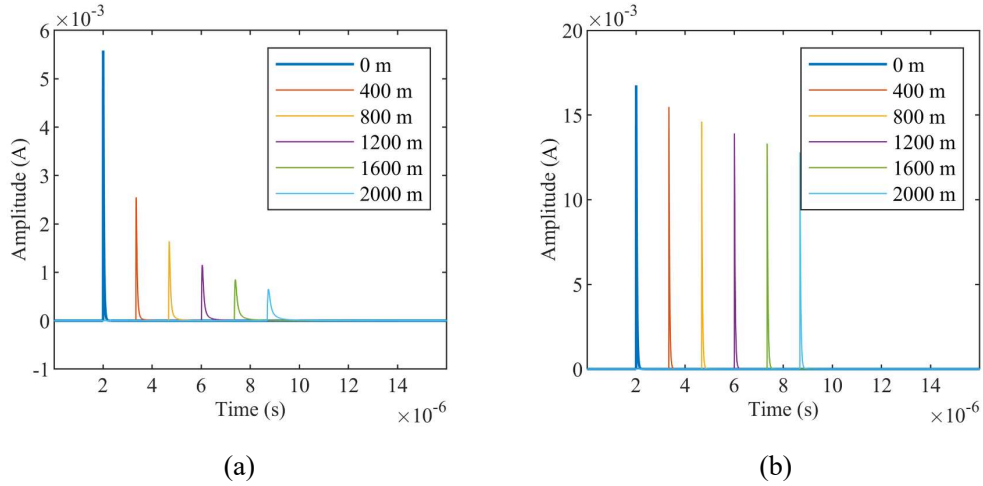 ×10⁻³
6
5
4
3
2
1
0
-1
Amplitude (A)
2 4 6 8 10 12 14
Time (s)
×10⁻⁶
0 m
400 m
800 m
1200 m
1600 m
2000 m
(a)
×10⁻³
20
15
10
5
0
Amplitude (A)
2 4 6 8 10 12 14
Time (s)
×10⁻⁶
0 m
400 m
800 m
1200 m
1600 m
2000 m
(b)